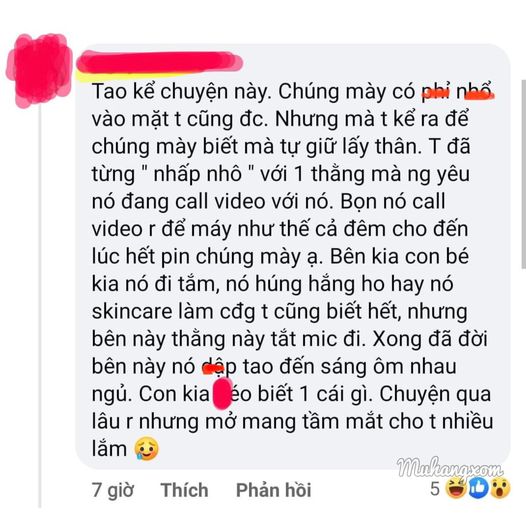 Tao kể chuyện này. Chúng mày có phỉ nhổ
vào mặt t cũng đc. Nhưng mà t kể ra để
chúng mày biết mà tự giữ lấy thân. T đã
từng " nhấp nhô " với 1 thằng mà ng yêu
nó đang call video với nó. Bọn nó call
video r để máy như thế cả đêm cho đến
lúc hết pin chúng mày ạ. Bên kia con bé
kia nó đi tắm, nó húng hắng ho hay nó
skincare làm cđg t cũng biết hết, nhưng
bên này thằng này tắt mic đi. Xong đã đời
bên này nó dập tao đến sáng ôm nhau
ngủ. Con kia éo biết 1 cái gì. Chuyện qua
lâu r nhưng mở mang tầm mắt cho t nhiều
lắm 😥
Muhangxom
7 giờ Thích Phản hồi 5